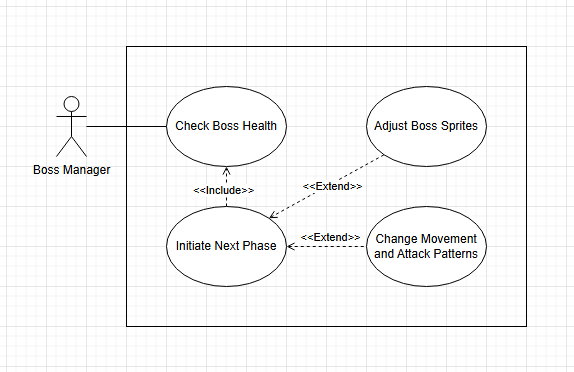 Check Boss Health
Adjust Boss Sprites
Boss Manager
<<Include>>
<<Extend>>
Initiate Next Phase
<<Extend>>
Change Movement
and Attack Patterns